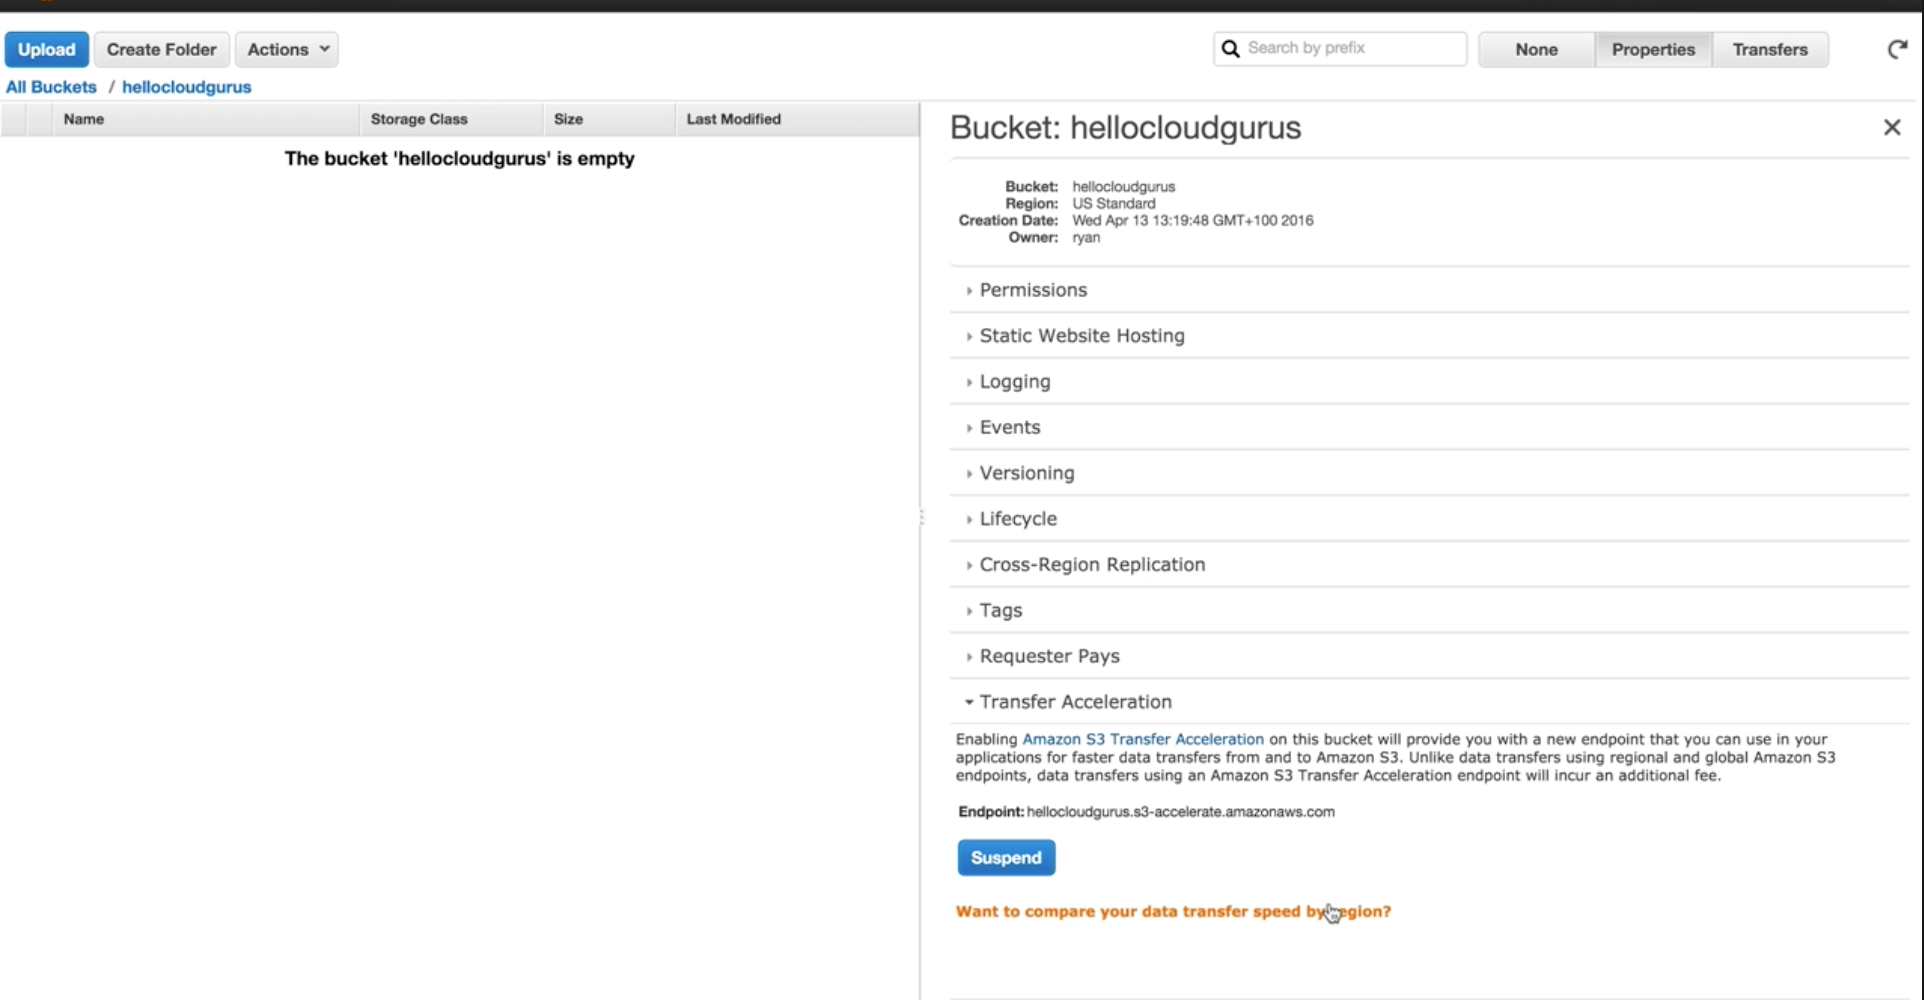 Upload Create Folder Actions Search by prefix None Properties Transfers
All Buckets / hellocloudgurus
Name Storage Class Size Last Modified
The bucket 'hellocloudgurus' is empty
Bucket: hellocloudgurus
Bucket: hellocloudgurus
Region: US Standard
Creation Date: Wed Apr 13 13:19:48 GMT+100 2016
Owner: ryan
Permissions
Static Website Hosting
Logging
Events
Versioning
Lifecycle
Cross-Region Replication
Tags
Requester Pays
Transfer Acceleration
Enabling Amazon S3 Transfer Acceleration on this bucket will provide you with a new endpoint that you can use in your
applications for faster data transfers from and to Amazon S3. Unlike data transfers using regional and global Amazon S3
endpoints, data transfers using an Amazon S3 Transfer Acceleration endpoint will incur an additional fee.
Endpoint: hellocloudgurus.s3-accelerate.amazonaws.com
Suspend
Want to compare your data transfer speed by region?